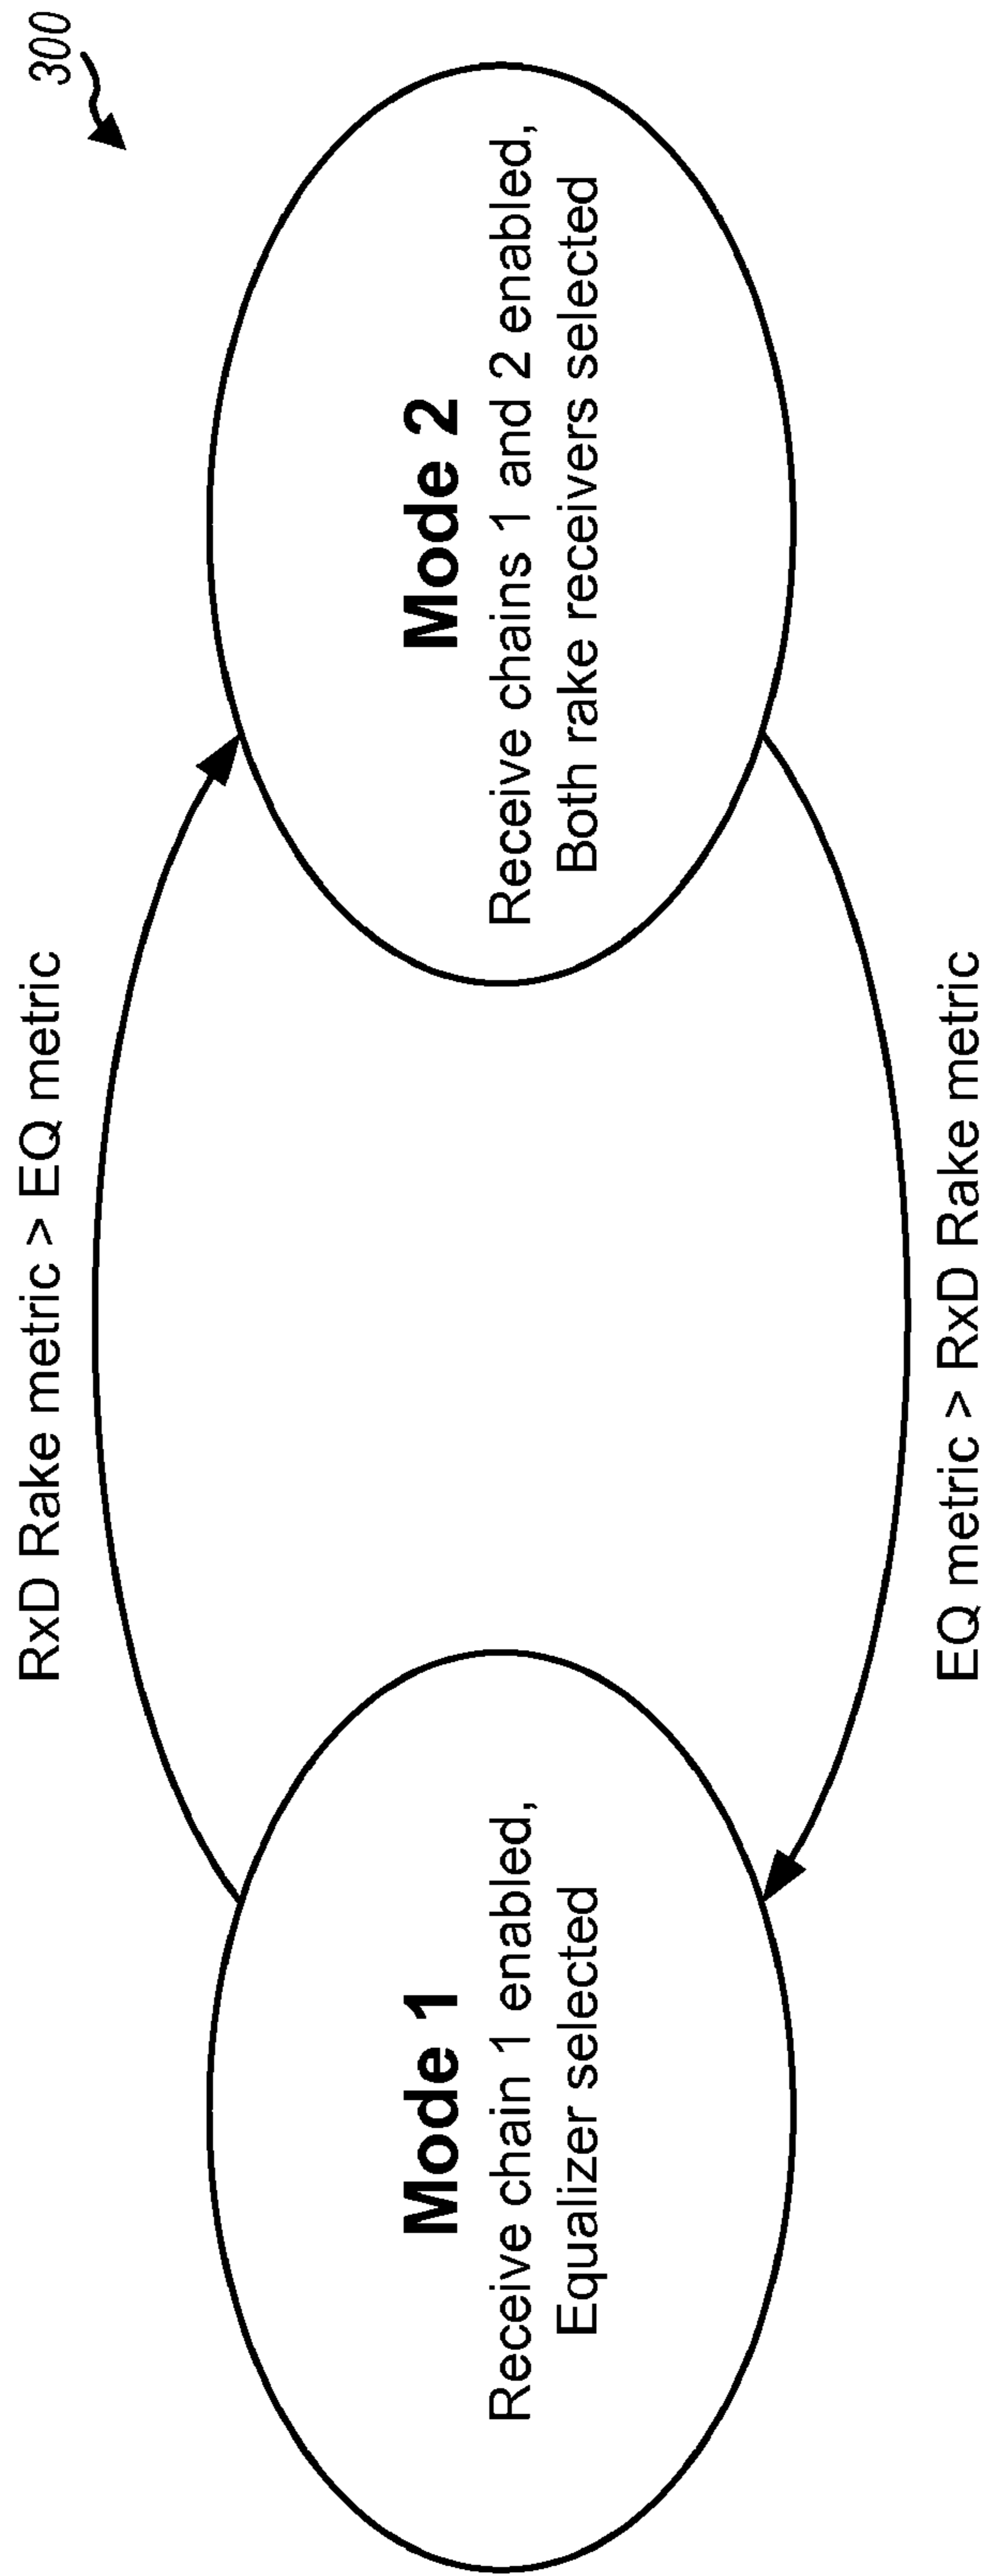 300
RxD Rake metric > EQ metric
Mode 1
Receive chain 1 enabled,
Equalizer selected
Mode 2
Receive chains 1 and 2 enabled,
Both rake receivers selected
EQ metric > RxD Rake metric